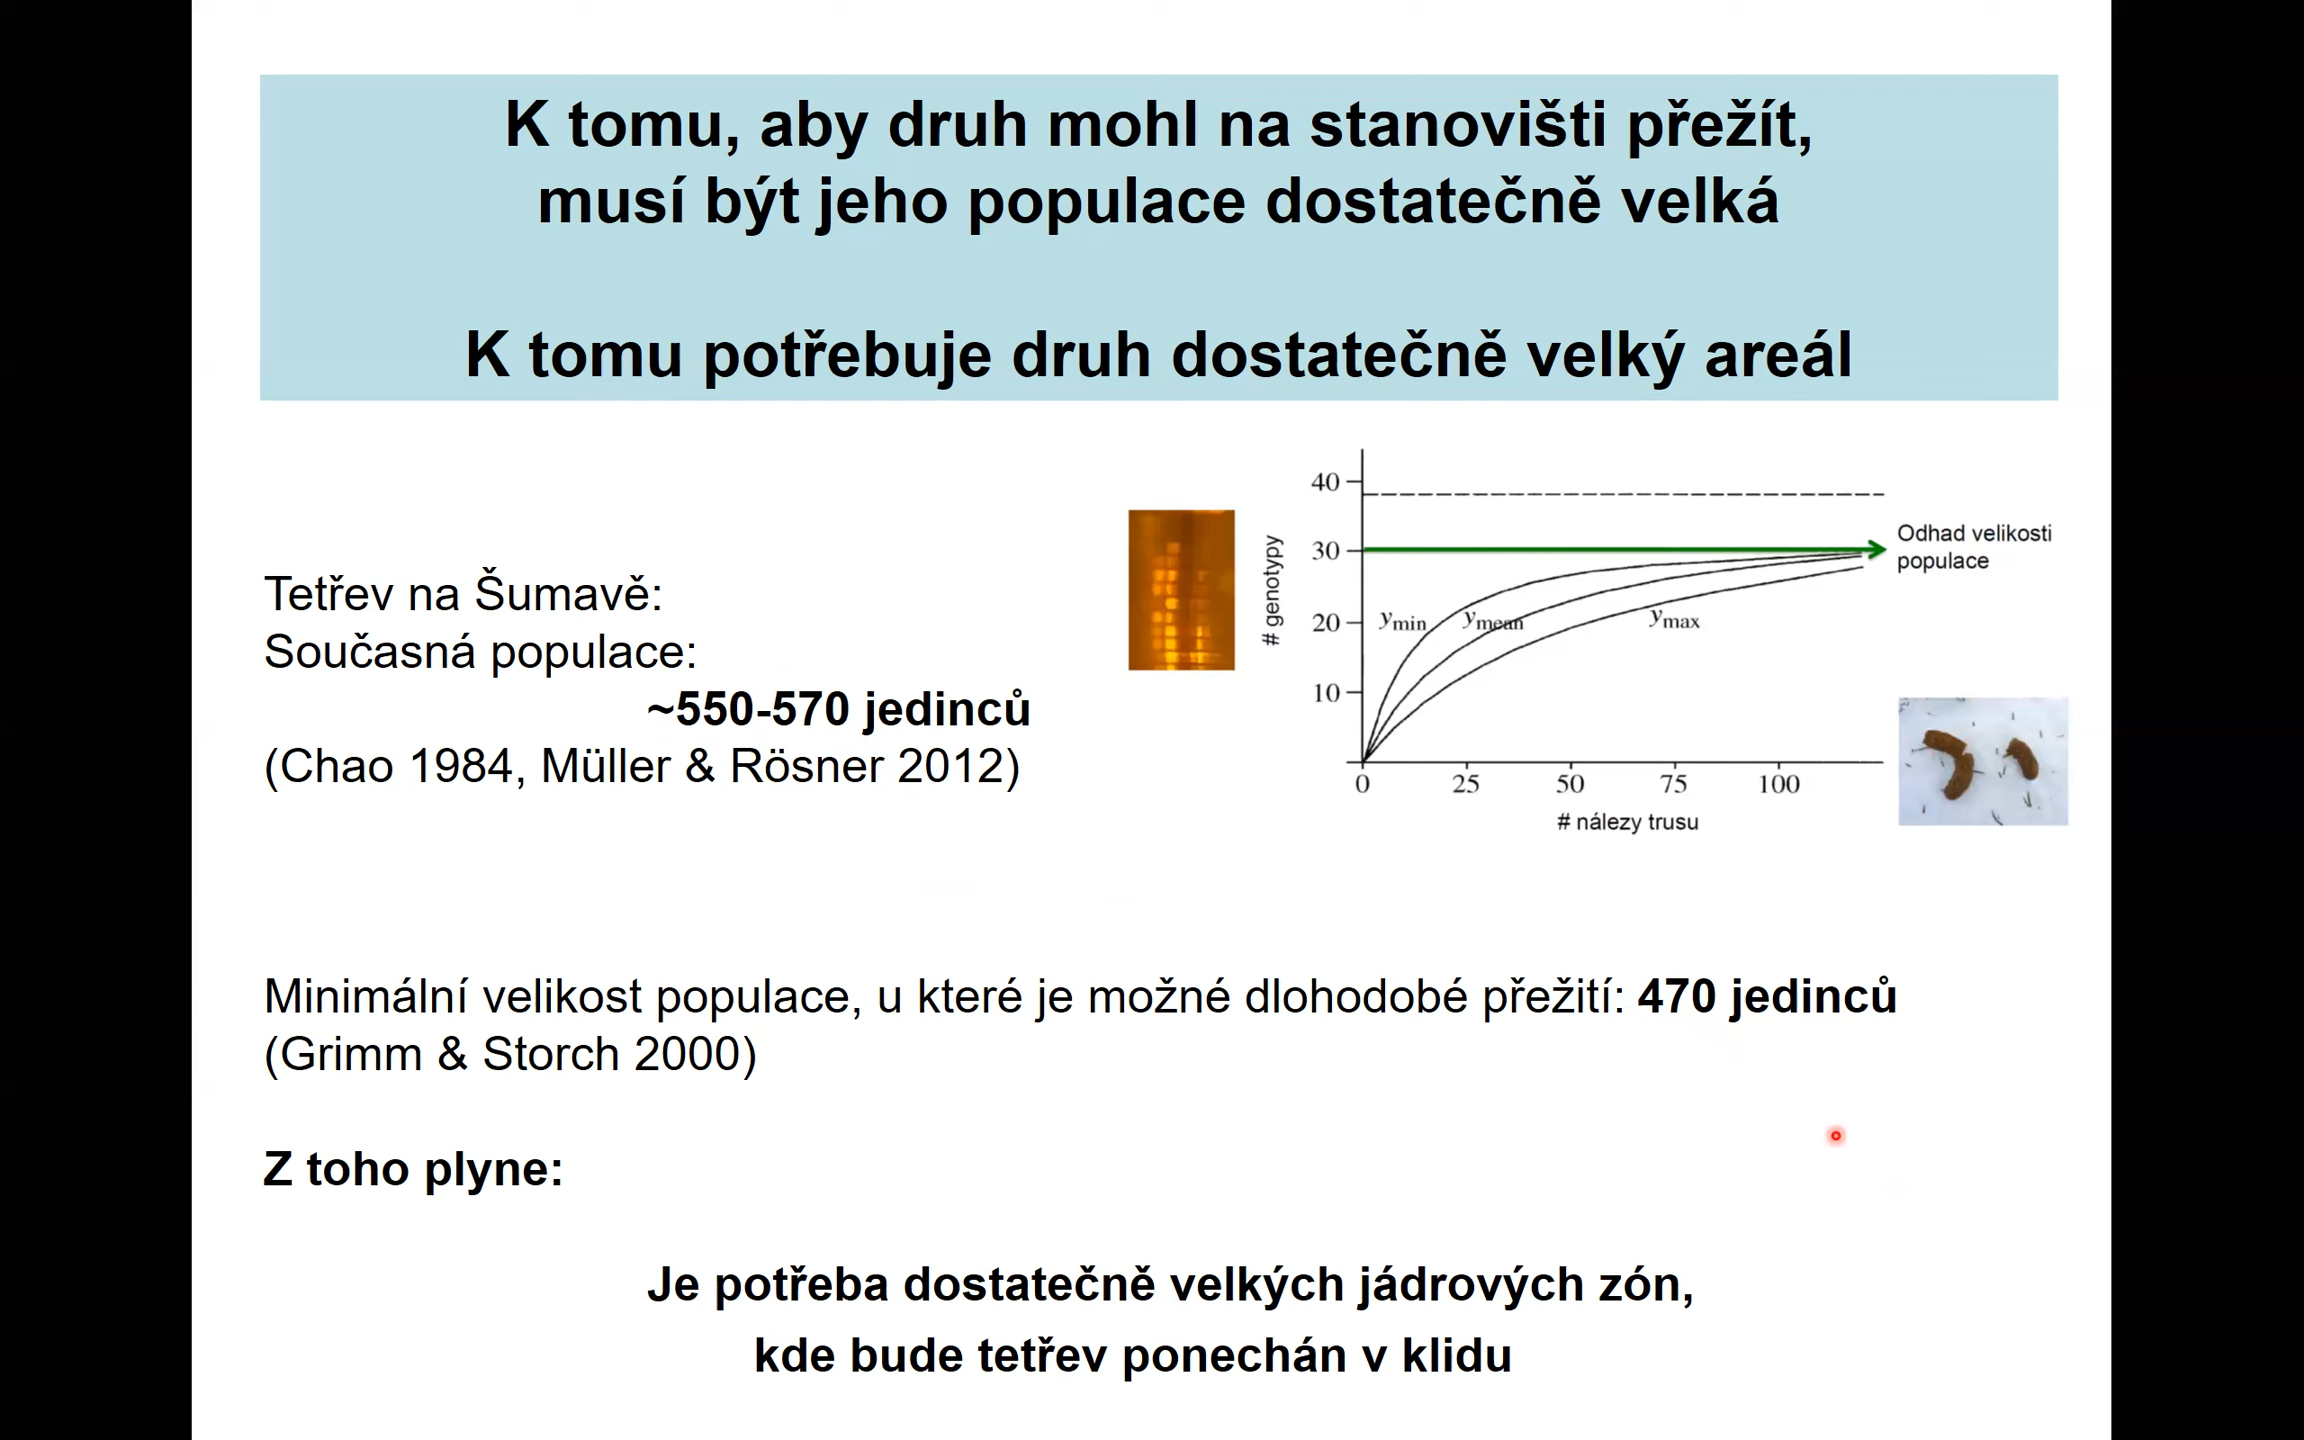 K tomu, aby druh mohl na stanovišti přežít,
musí být jeho populace dostatečně velká
K tomu potřebuje druh dostatečně velký areál
Tetřev na Šumavě:
Současná populace:
~550-570 jedinců
(Chao 1984, Müller & Rösner 2012)
# genotypy
40
30
20
10
ymin
ymean
ymax
0 25 50 75 100
# nálezy trusu
Odhad velikosti
populace
Minimální velikost populace, u které je možné dlohodobé přežití: 470 jedinců
(Grimm & Storch 2000)
Z toho plyne:
Je potřeba dostatečně velkých jádrových zón,
kde bude tetřev ponechán v klidu